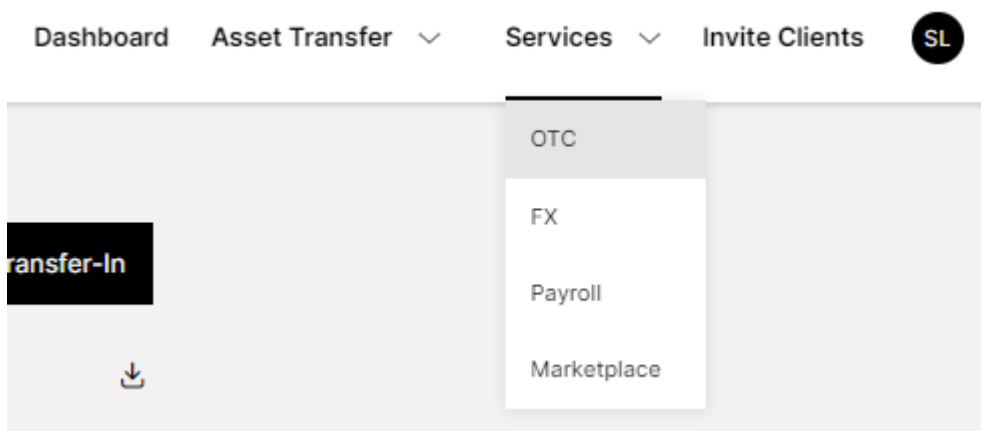 Dashboard Asset Transfer Services Invite Clients SL
OTC
FX
ransfer-In
Payroll
Marketplace